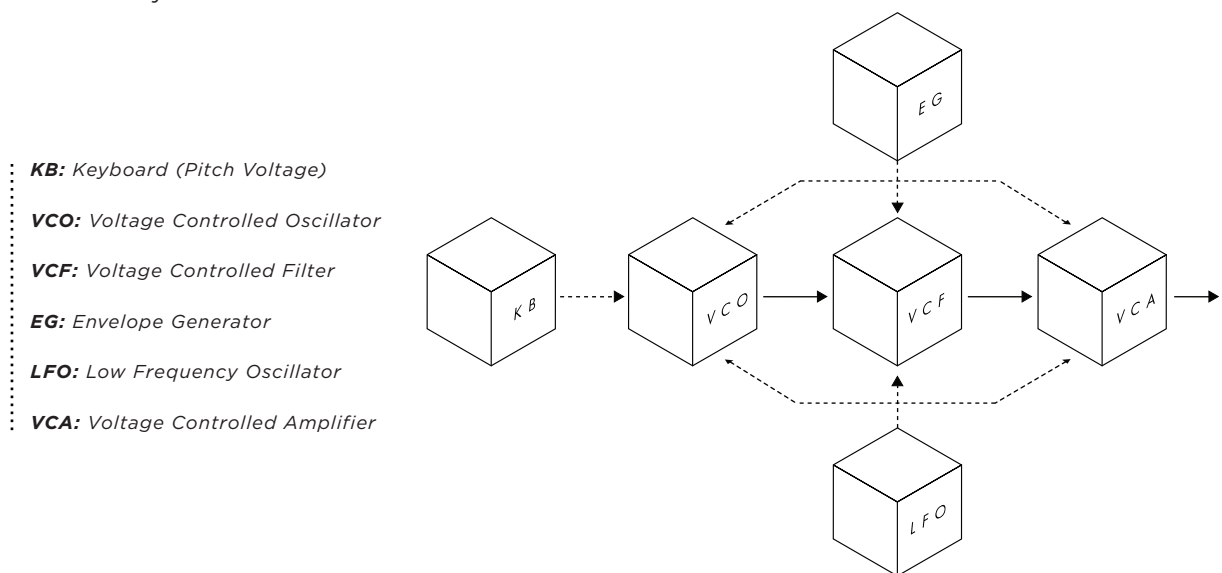 KB: Keyboard (Pitch Voltage)
VCO: Voltage Controlled Oscillator
VCF: Voltage Controlled Filter
EG: Envelope Generator
LFO: Low Frequency Oscillator
VCA: Voltage Controlled Amplifier
EG
KB
VCO
VCF
VCA
LFO